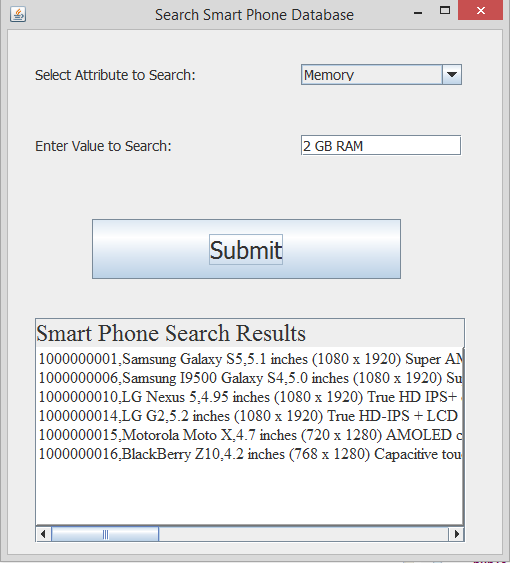 Search Smart Phone Database
Select Attribute to Search:
Memory
Enter Value to Search:
2 GB RAM
Submit
Smart Phone Search Results
1000000001,Samsung Galaxy S5,5.1 inches (1080 x 1920) Super
1000000006,Samsung I9500 Galaxy S4,5.0 inches (1080 x 1920)
1000000010,LG Nexus 5,4.95 inches (1080 x 1920) True HD IPS+
1000000014,LG G2,5.2 inches (1080 x 1920) True HD-IPS + LCD
1000000015,Motorola Moto X,4.7 inches (720 x 1280) AMOLED
1000000016,BlackBerry Z10,4.2 inches (768 x 1280) Capacitive